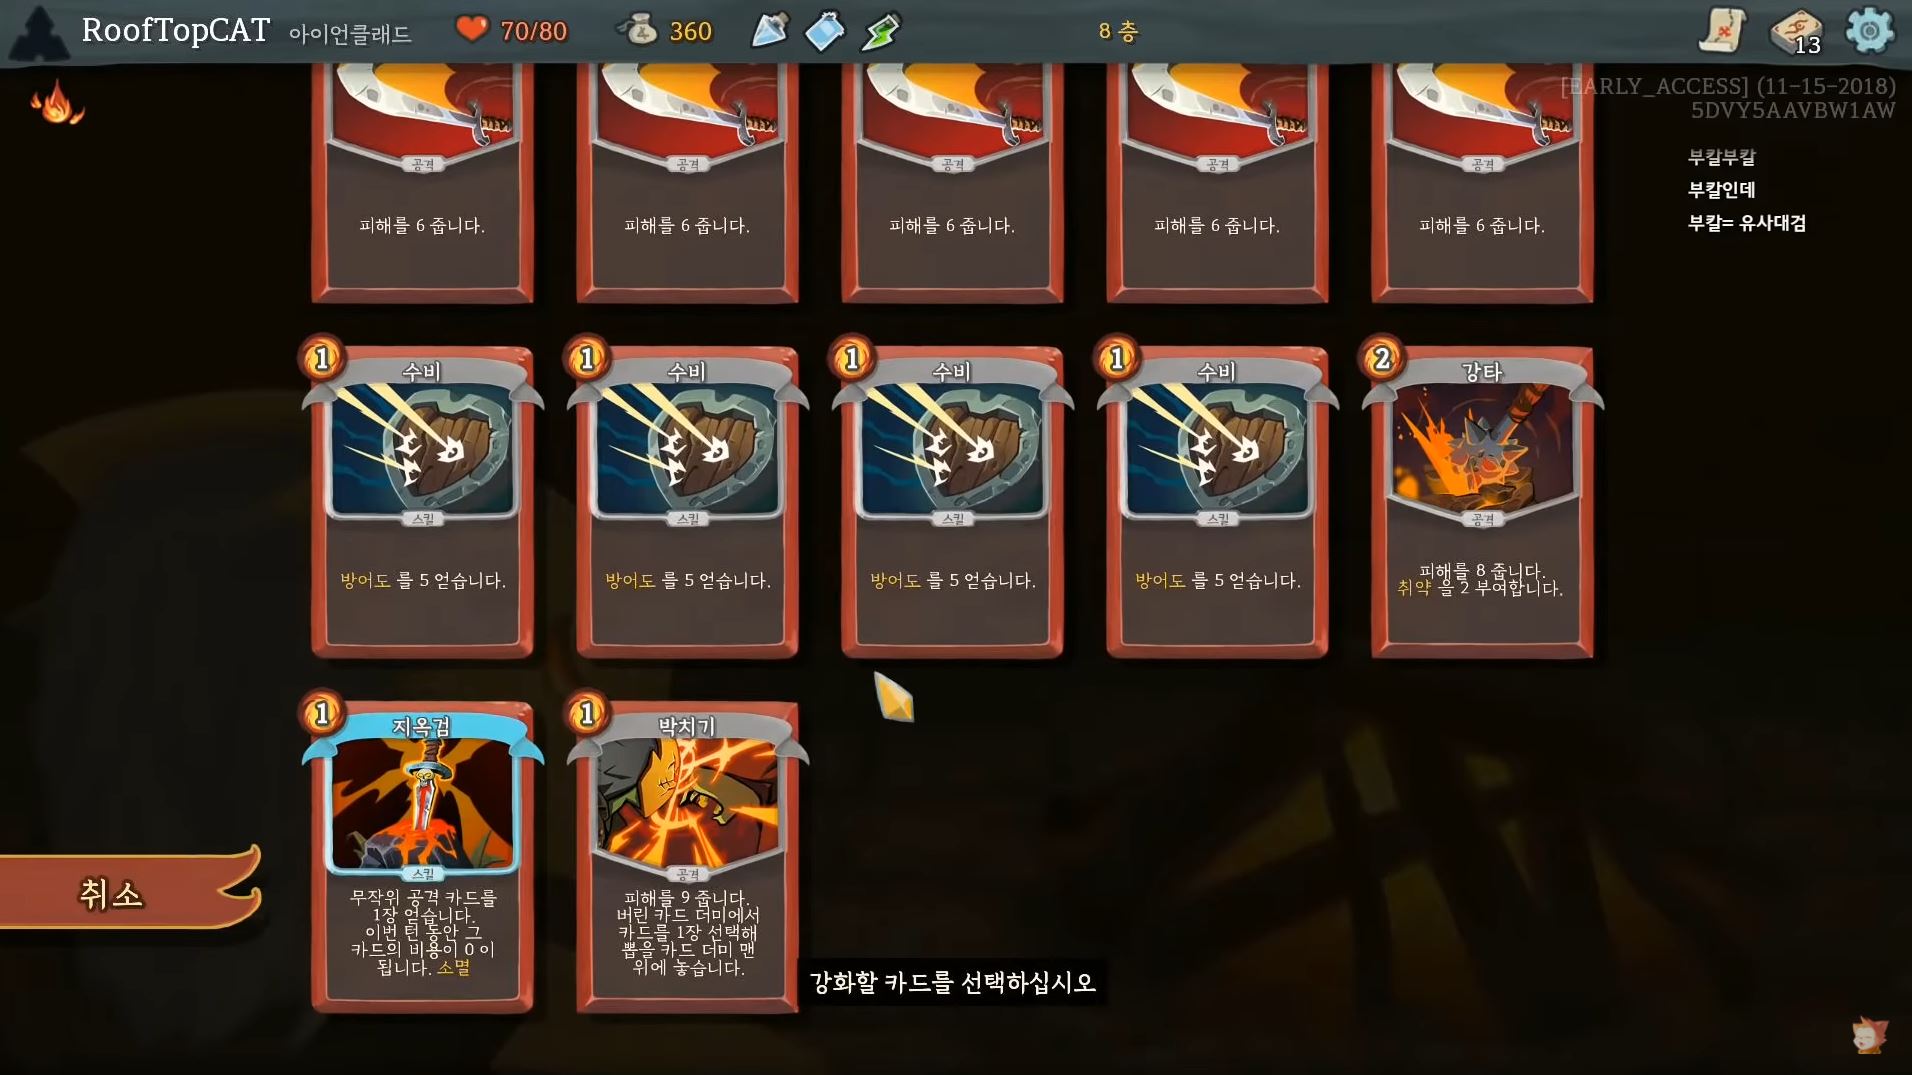 RoofTopCAT 아이언클래드 70/80 360 8 층 13
[EARLY_ACCESS] (11-15-2018)
5DVY5AAVBW1AW
부칼부칼
부칼인데
부칼= 유사대검
공격 공격 공격 공격 공격
피해를 6 줍니다. 피해를 6 줍니다. 피해를 6 줍니다. 피해를 6 줍니다. 피해를 6 줍니다.
1 수비
스킬
방어도 를 5 얻습니다.
1 수비
스킬
방어도 를 5 얻습니다.
1 수비
스킬
방어도 를 5 얻습니다.
1 수비
스킬
방어도 를 5 얻습니다.
2 강타
공격
피해를 8 줍니다.
취약 을 2 부여합니다.
1 지옥검
스킬
무작위 공격 카드를
1장 얻습니다.
이번 턴 동안 그
카드의 비용이 0 이
됩니다. 소멸
1 박치기
공격
피해를 9 줍니다.
버린 카드 더미에서
카드를 1장 선택해
뽑을 카드 더미 맨
위에 놓습니다.
취소
강화할 카드를 선택하십시오